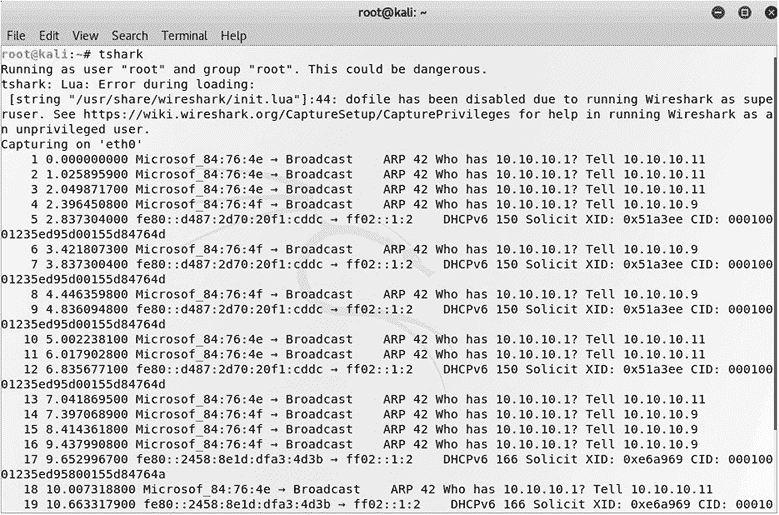 root@kali: ~
File Edit View Search Terminal Help
root@kali:~# tshark
Running as user "root" and group "root". This could be dangerous.
tshark: Lua: Error during loading:
 [string "/usr/share/wireshark/init.lua"]:44: dofile has been disabled due to running Wireshark as supe
ruser. See https://wiki.wireshark.org/CaptureSetup/CapturePrivileges for help in running Wireshark as a
n unprivileged user.
Capturing on 'eth0'
    1 0.000000000 Microsof_84:76:4e → Broadcast    ARP 42 Who has 10.10.10.1? Tell 10.10.10.11
    2 1.025895900 Microsof_84:76:4e → Broadcast    ARP 42 Who has 10.10.10.1? Tell 10.10.10.11
    3 2.049871700 Microsof_84:76:4e → Broadcast    ARP 42 Who has 10.10.10.1? Tell 10.10.10.11
    4 2.396450800 Microsof_84:76:4f → Broadcast    ARP 42 Who has 10.10.10.1? Tell 10.10.10.9
    5 2.837304000 fe80::d487:2d70:20f1:cddc → ff02::1:2    DHCPv6 150 Solicit XID: 0x51a3ee CID: 000100
01235ed95d00155d84764d
    6 3.421807300 Microsof_84:76:4f → Broadcast    ARP 42 Who has 10.10.10.1? Tell 10.10.10.9
    7 3.837300400 fe80::d487:2d70:20f1:cddc → ff02::1:2    DHCPv6 150 Solicit XID: 0x51a3ee CID: 000100
01235ed95d00155d84764d
    8 4.446359800 Microsof_84:76:4f → Broadcast    ARP 42 Who has 10.10.10.1? Tell 10.10.10.9
    9 4.836094800 fe80::d487:2d70:20f1:cddc → ff02::1:2    DHCPv6 150 Solicit XID: 0x51a3ee CID: 000100
01235ed95d00155d84764d
   10 5.002238100 Microsof_84:76:4e → Broadcast    ARP 42 Who has 10.10.10.1? Tell 10.10.10.11
   11 6.017902800 Microsof_84:76:4e → Broadcast    ARP 42 Who has 10.10.10.1? Tell 10.10.10.11
   12 6.835677100 fe80::d487:2d70:20f1:cddc → ff02::1:2    DHCPv6 150 Solicit XID: 0x51a3ee CID: 000100
01235ed95d00155d84764d
   13 7.041869500 Microsof_84:76:4e → Broadcast    ARP 42 Who has 10.10.10.1? Tell 10.10.10.11
   14 7.397068900 Microsof_84:76:4f → Broadcast    ARP 42 Who has 10.10.10.1? Tell 10.10.10.9
   15 8.414361800 Microsof_84:76:4f → Broadcast    ARP 42 Who has 10.10.10.1? Tell 10.10.10.9
   16 9.437990800 Microsof_84:76:4f → Broadcast    ARP 42 Who has 10.10.10.1? Tell 10.10.10.9
   17 9.652996700 fe80::2458:8e1d:dfa3:4d3b → ff02::1:2    DHCPv6 166 Solicit XID: 0xe6a969 CID: 000100
01235ed95800155d84764a
   18 10.007318800 Microsof_84:76:4e → Broadcast    ARP 42 Who has 10.10.10.1? Tell 10.10.10.11
   19 10.663317900 fe80::2458:8e1d:dfa3:4d3b → ff02::1:2    DHCPv6 166 Solicit XID: 0xe6a969 CID: 00010